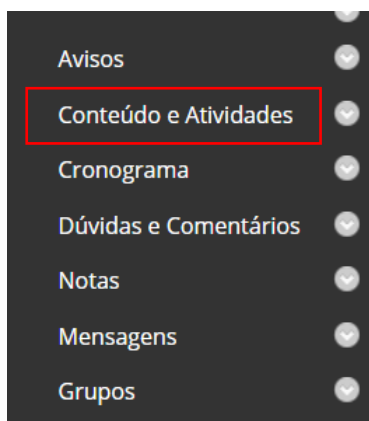 Avisos
Conteúdo e Atividades
Cronograma
Dúvidas e Comentários
Notas
Mensagens
Grupos